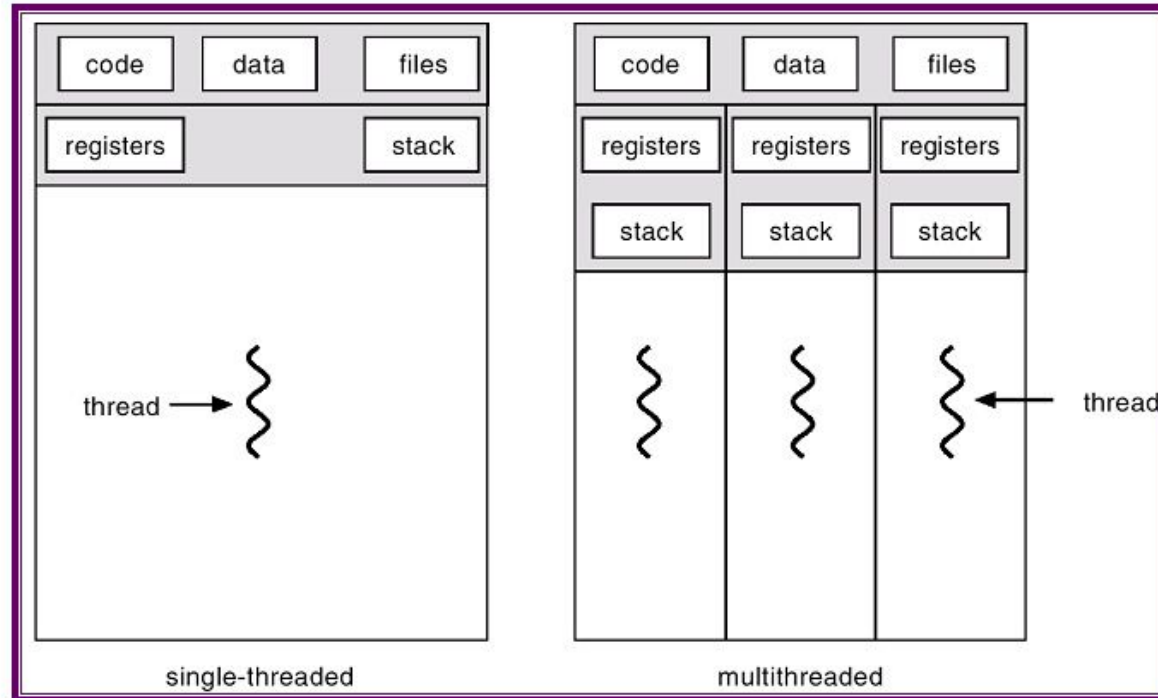 code data files code data files
registers stack registers registers registers
stack stack stack
thread thread
single-threaded multithreaded